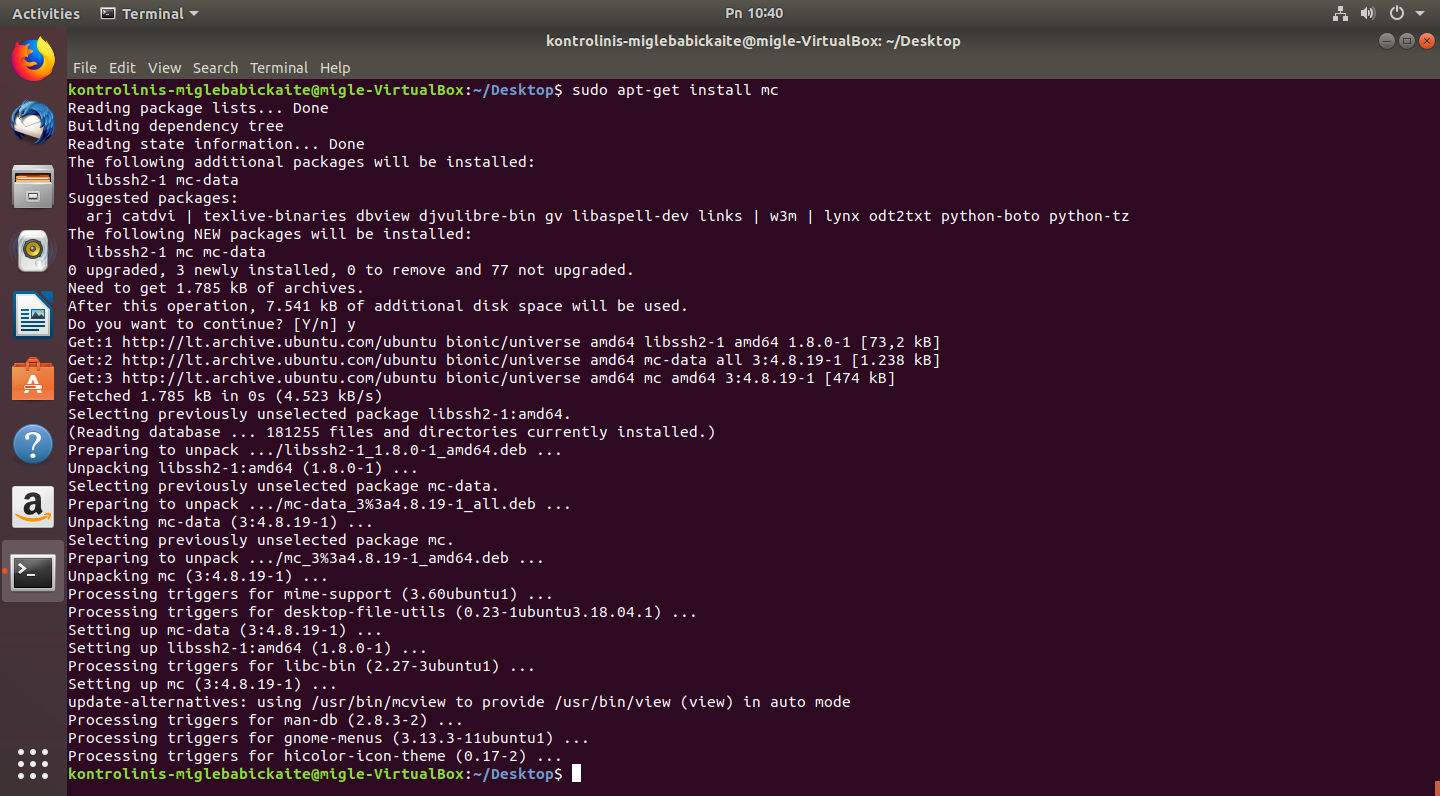 Activities Terminal Pn 10:40
kontrolinis-miglebabickaite@migle-VirtualBox: ~/Desktop
File Edit View Search Terminal Help
kontrolinis-miglebabickaite@migle-VirtualBox:~/Desktop$ sudo apt-get install mc
Reading package lists... Done
Building dependency tree
Reading state information... Done
The following additional packages will be installed:
  libssh2-1 mc-data
Suggested packages:
  arj catdvi | texlive-binaries dbview djvulibre-bin gv libaspell-dev links | w3m | lynx odt2txt python-boto python-tz
The following NEW packages will be installed:
  libssh2-1 mc mc-data
0 upgraded, 3 newly installed, 0 to remove and 77 not upgraded.
Need to get 1.785 kB of archives.
After this operation, 7.541 kB of additional disk space will be used.
Do you want to continue? [Y/n] y
Get:1 http://lt.archive.ubuntu.com/ubuntu bionic/universe amd64 libssh2-1 amd64 1.8.0-1 [73,2 kB]
Get:2 http://lt.archive.ubuntu.com/ubuntu bionic/universe amd64 mc-data all 3:4.8.19-1 [1.238 kB]
Get:3 http://lt.archive.ubuntu.com/ubuntu bionic/universe amd64 mc amd64 3:4.8.19-1 [474 kB]
Fetched 1.785 kB in 0s (4.523 kB/s)
Selecting previously unselected package libssh2-1:amd64.
(Reading database ... 181255 files and directories currently installed.)
Preparing to unpack .../libssh2-1_1.8.0-1_amd64.deb ...
Unpacking libssh2-1:amd64 (1.8.0-1) ...
Selecting previously unselected package mc-data.
Preparing to unpack .../mc-data_3%3a4.8.19-1_all.deb ...
Unpacking mc-data (3:4.8.19-1) ...
Selecting previously unselected package mc.
Preparing to unpack .../mc_3%3a4.8.19-1_amd64.deb ...
Unpacking mc (3:4.8.19-1) ...
Processing triggers for mime-support (3.60ubuntu1) ...
Processing triggers for desktop-file-utils (0.23-1ubuntu3.18.04.1) ...
Setting up mc-data (3:4.8.19-1) ...
Setting up libssh2-1:amd64 (1.8.0-1) ...
Processing triggers for libc-bin (2.27-3ubuntu1) ...
Setting up mc (3:4.8.19-1) ...
update-alternatives: using /usr/bin/mcview to provide /usr/bin/view (view) in auto mode
Processing triggers for man-db (2.8.3-2) ...
Processing triggers for gnome-menus (3.13.3-11ubuntu1) ...
Processing triggers for hicolor-icon-theme (0.17-2) ...
kontrolinis-miglebabickaite@migle-VirtualBox:~/Desktop$